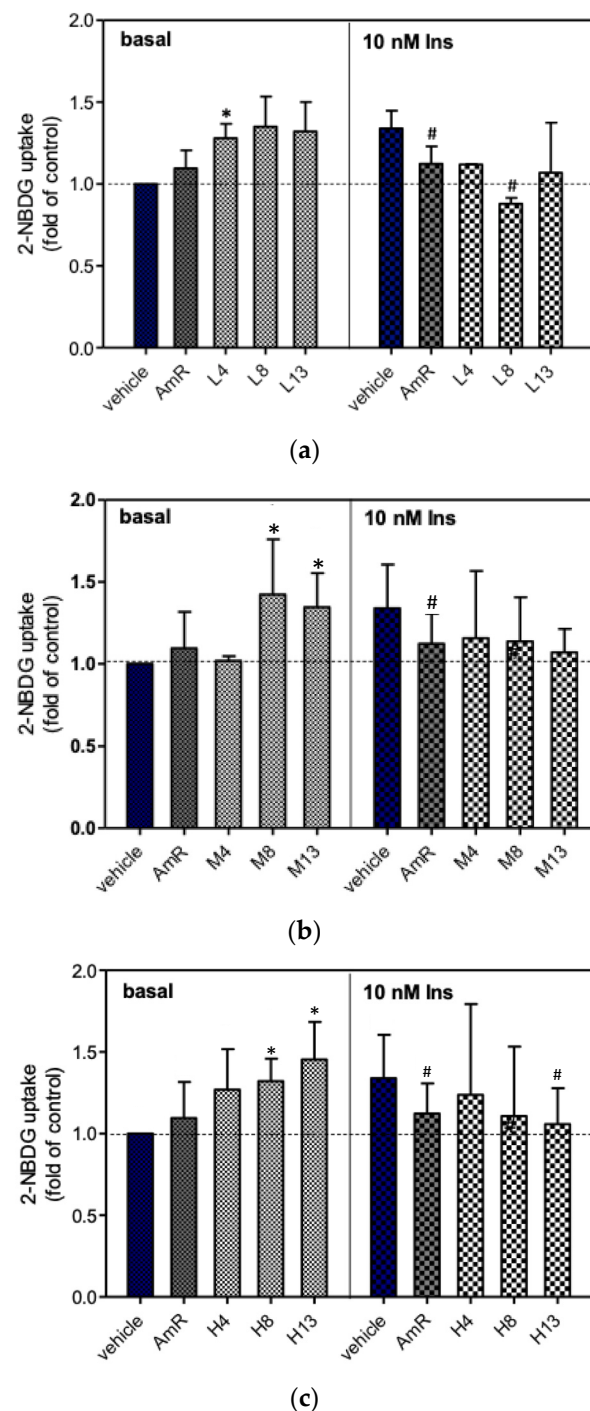 2.0
basal
10 nM Ins
1.5
1.0
0.5
0.0
2-NBDG uptake
(fold of control)
*
#
#
vehicle
AmR
L4
L8
L13
vehicle
AmR
L4
L8
L13
(a)
2.0
basal
10 nM Ins
1.5
1.0
0.5
0.0
2-NBDG uptake
(fold of control)
*
*
#
#
vehicle
AmR
M4
M8
M13
vehicle
AmR
M4
M8
M13
(b)
2.0
basal
10 nM Ins
1.5
1.0
0.5
0.0
2-NBDG uptake
(fold of control)
*
*
#
#
#
vehicle
AmR
H4
H8
H13
vehicle
AmR
H4
H8
H13
(c)